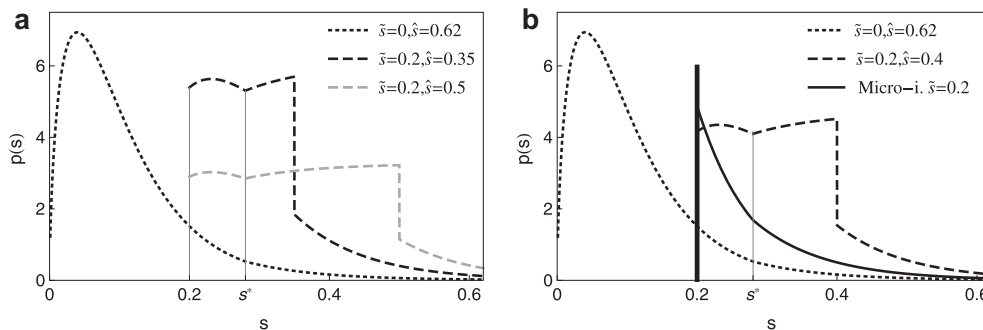 a
s̃=0,ŝ=0.62
s̃=0.2,ŝ=0.35
s̃=0.2,ŝ=0.5
p(s)
6
4
2
0
0 0.2 s* 0.4 0.6
s
b
s̃=0,ŝ=0.62
s̃=0.2,ŝ=0.4
Micro-i. s̃=0.2
p(s)
6
4
2
0
0 0.2 s* 0.4 0.6
s